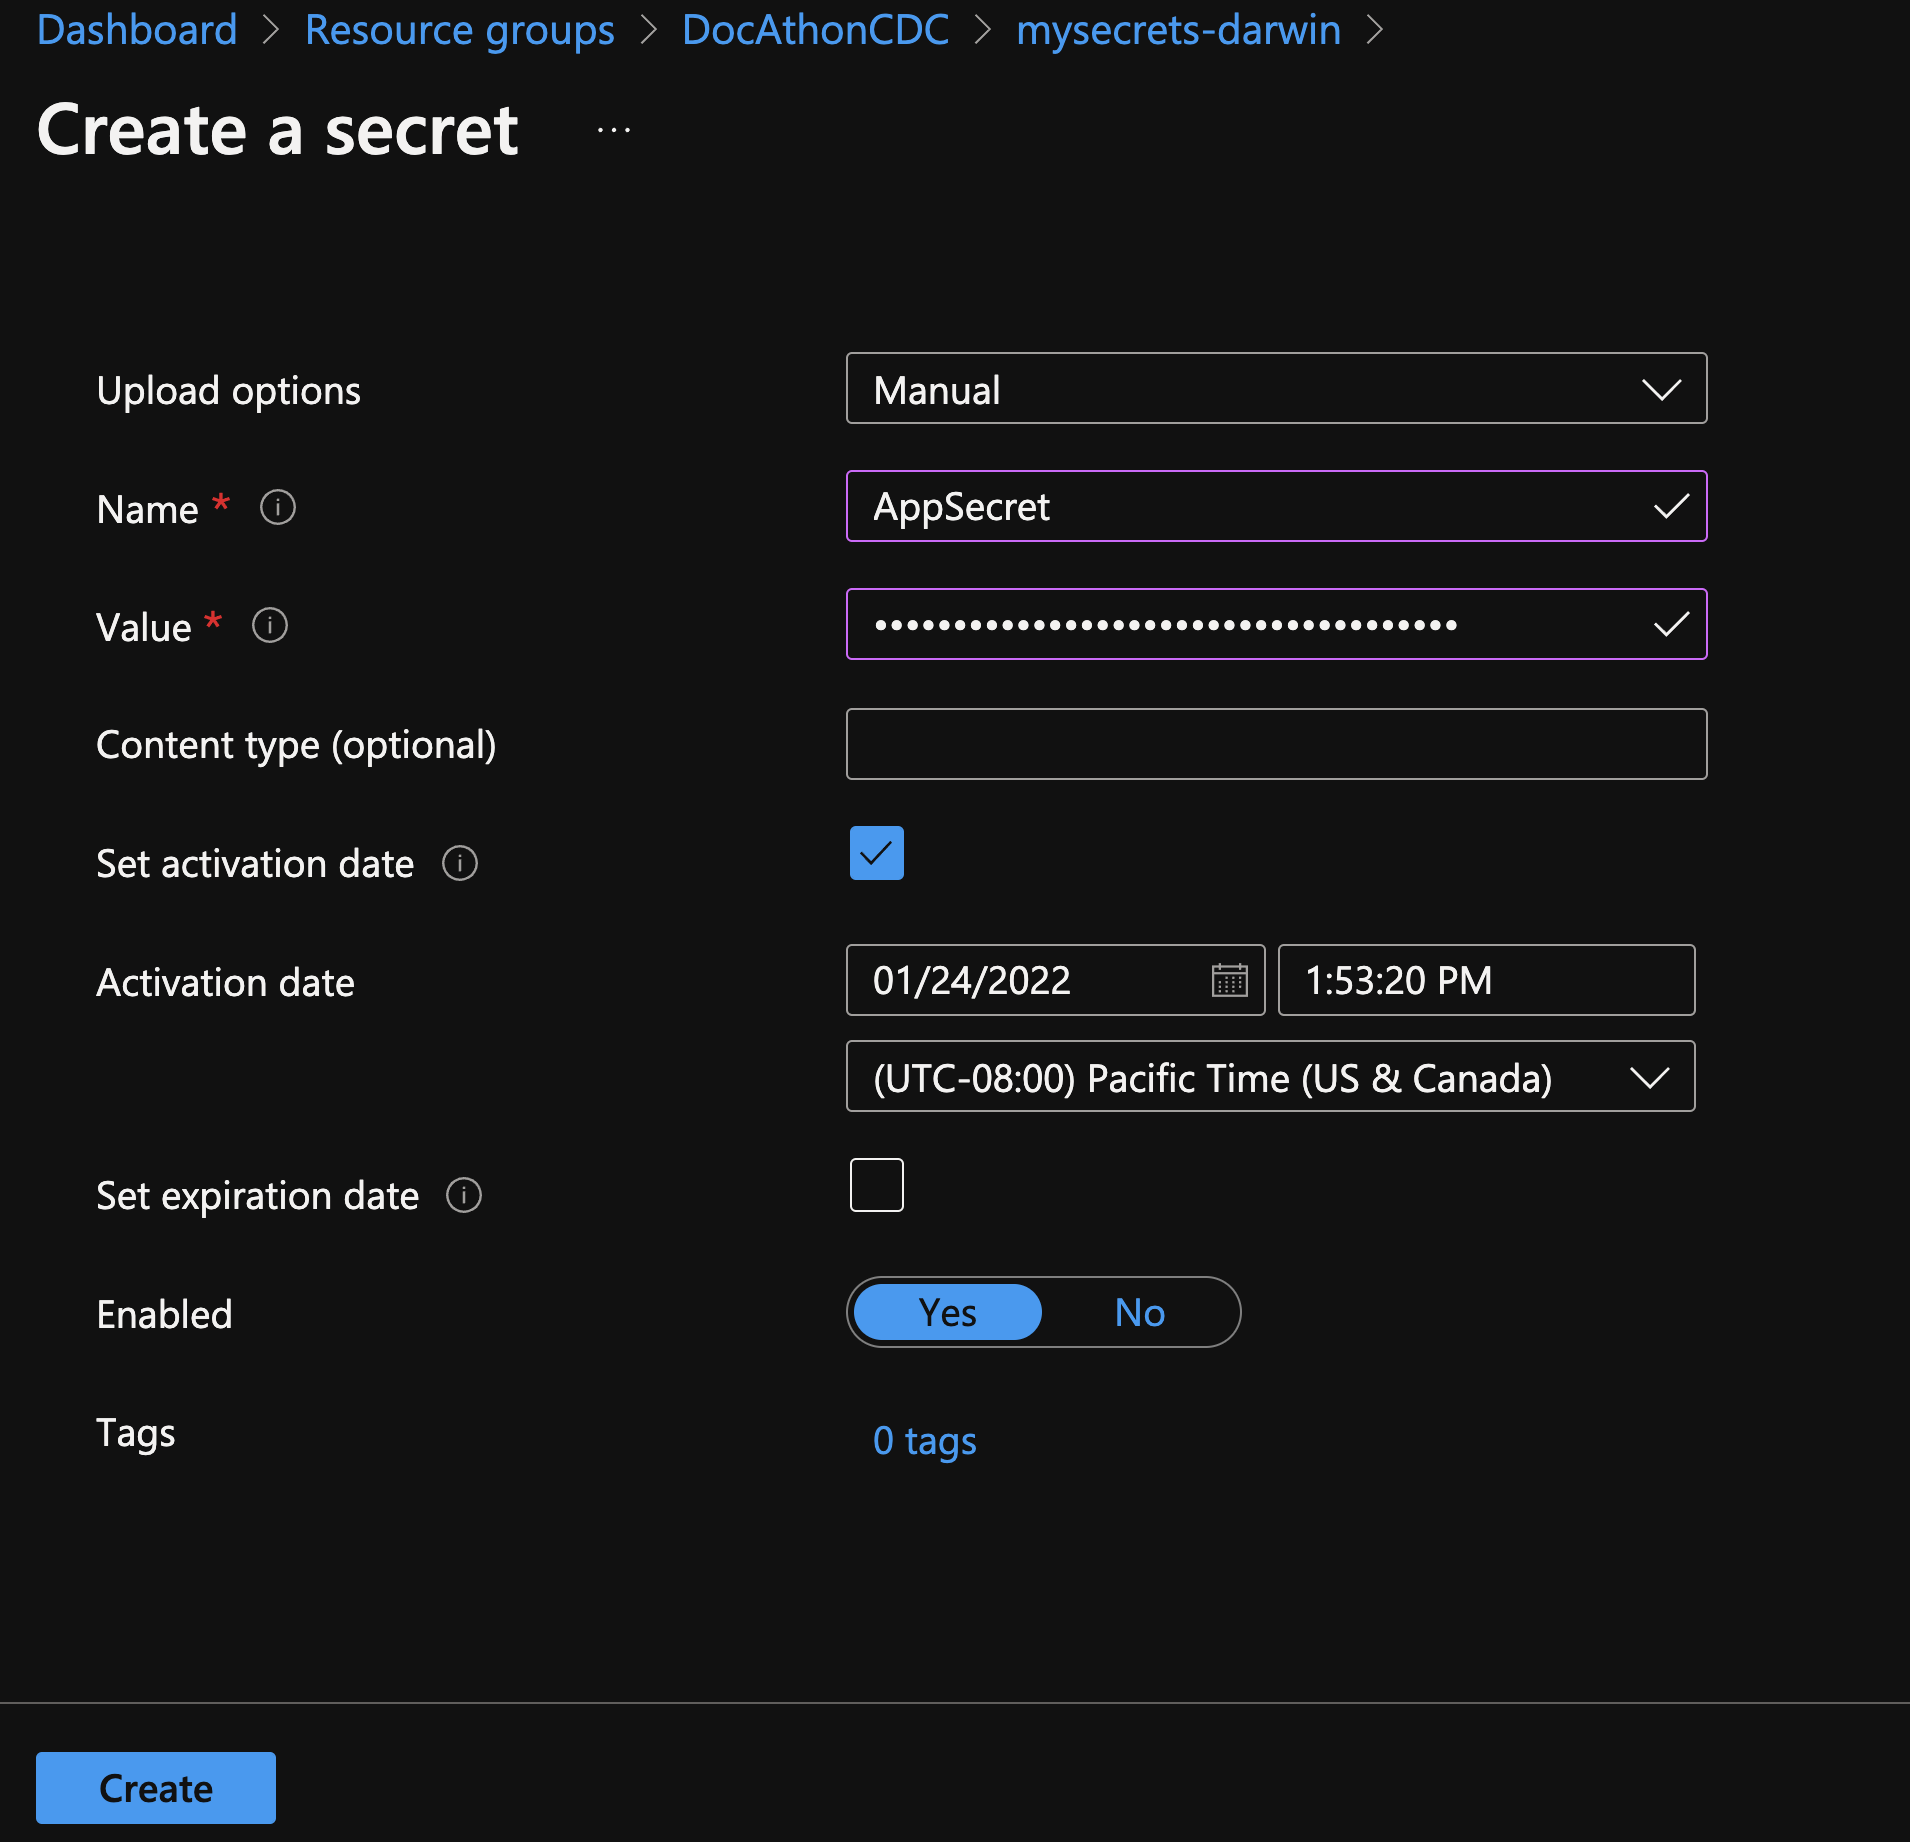 Dashboard > Resource groups > DocAthonCDC > mysecrets-darwin >
Create a secret ...
Upload options Manual
Name * AppSecret
Value * •••••••••••••••••••••••••••••••••••••
Content type (optional)
Set activation date
Activation date 01/24/2022 1:53:20 PM
(UTC-08:00) Pacific Time (US & Canada)
Set expiration date
Enabled Yes No
Tags 0 tags
Create